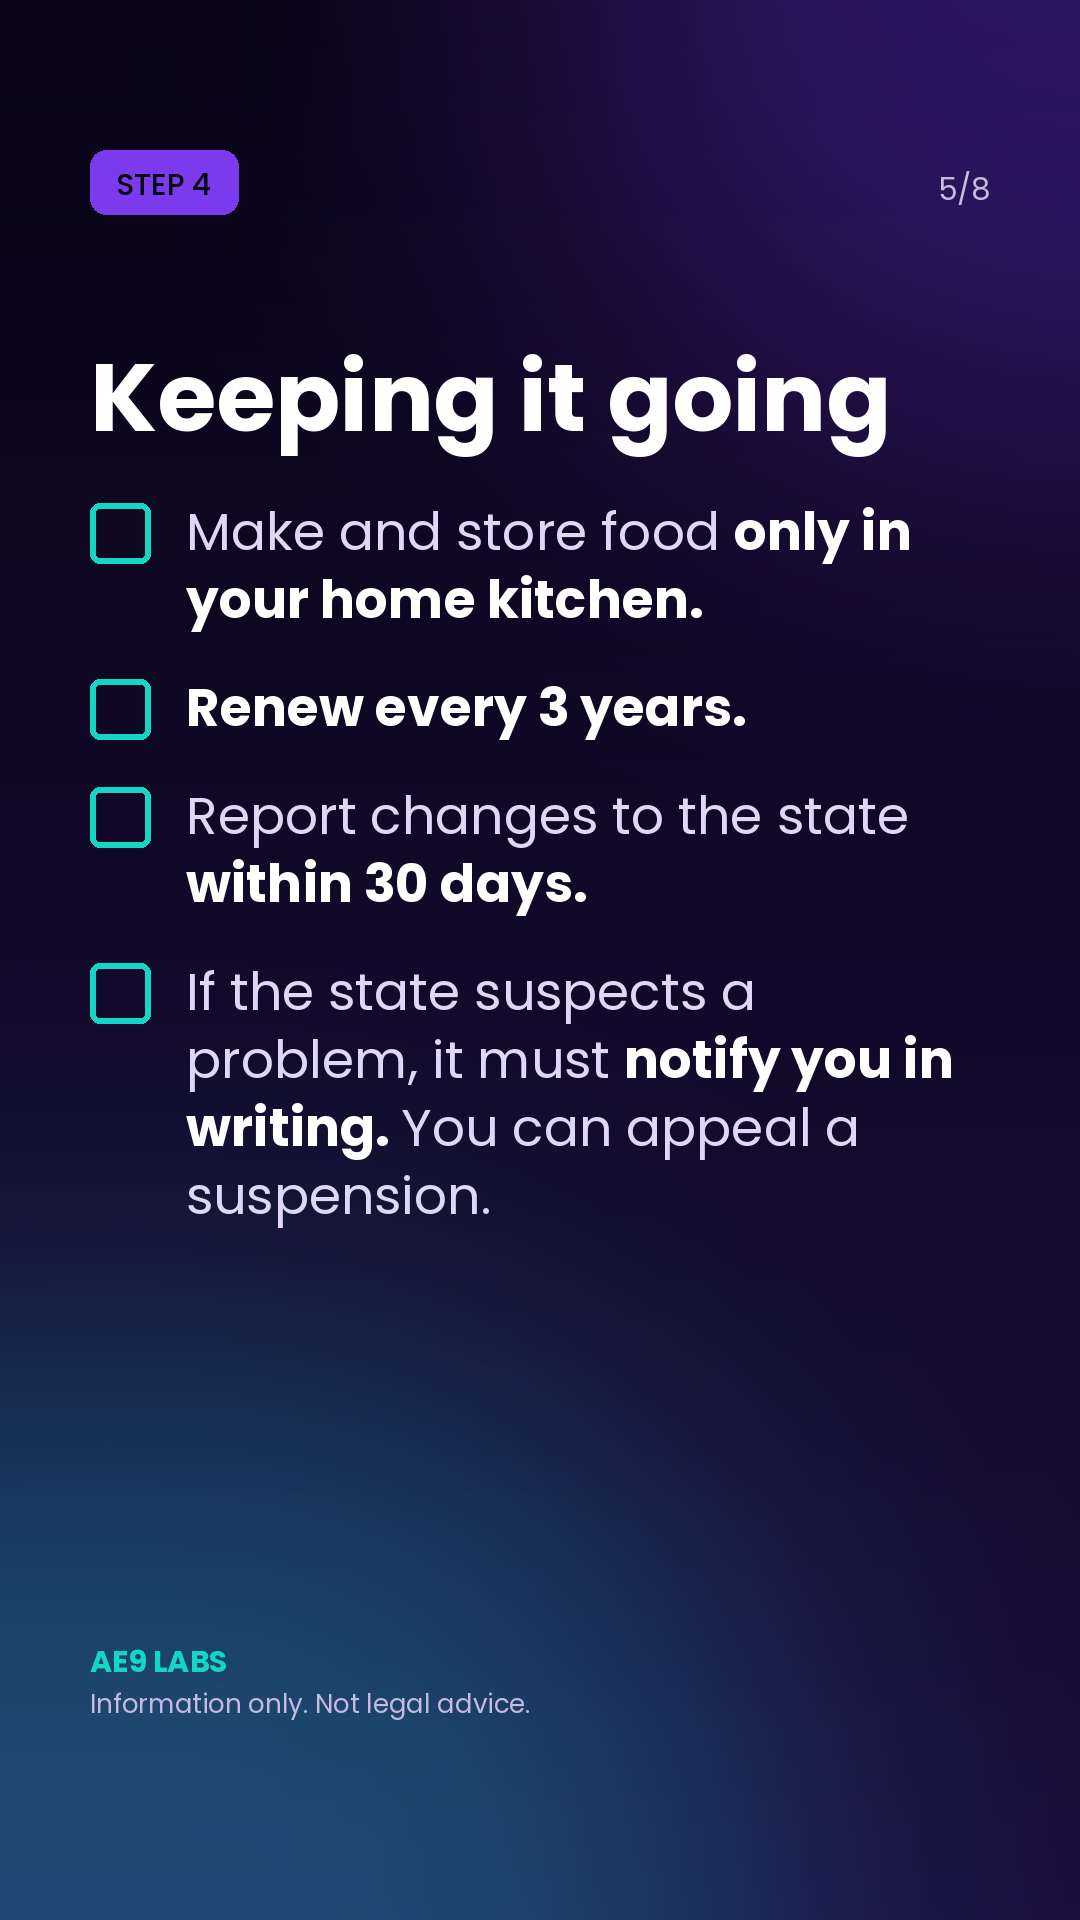 STEP 4
5/8
Keeping it going
Make and store food only in
your home kitchen.
Renew every 3 years.
Report changes to the state
within 30 days.
If the state suspects a
problem, it must notify you in
writing. You can appeal a
suspension.
AE9 LABS
Information only. Not legal advice.